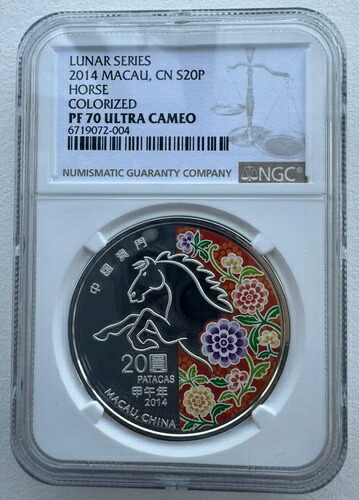 LUNAR SERIES
2014 MACAU, CN S20P
HORSE
COLORIZED
PF 70 ULTRA CAMEO
6719072-004
NUMISMATIC GUARANTY COMPANY
NGC
中國澳門
20圓
PATACAS
甲午年
2014
MACAU, CHINA